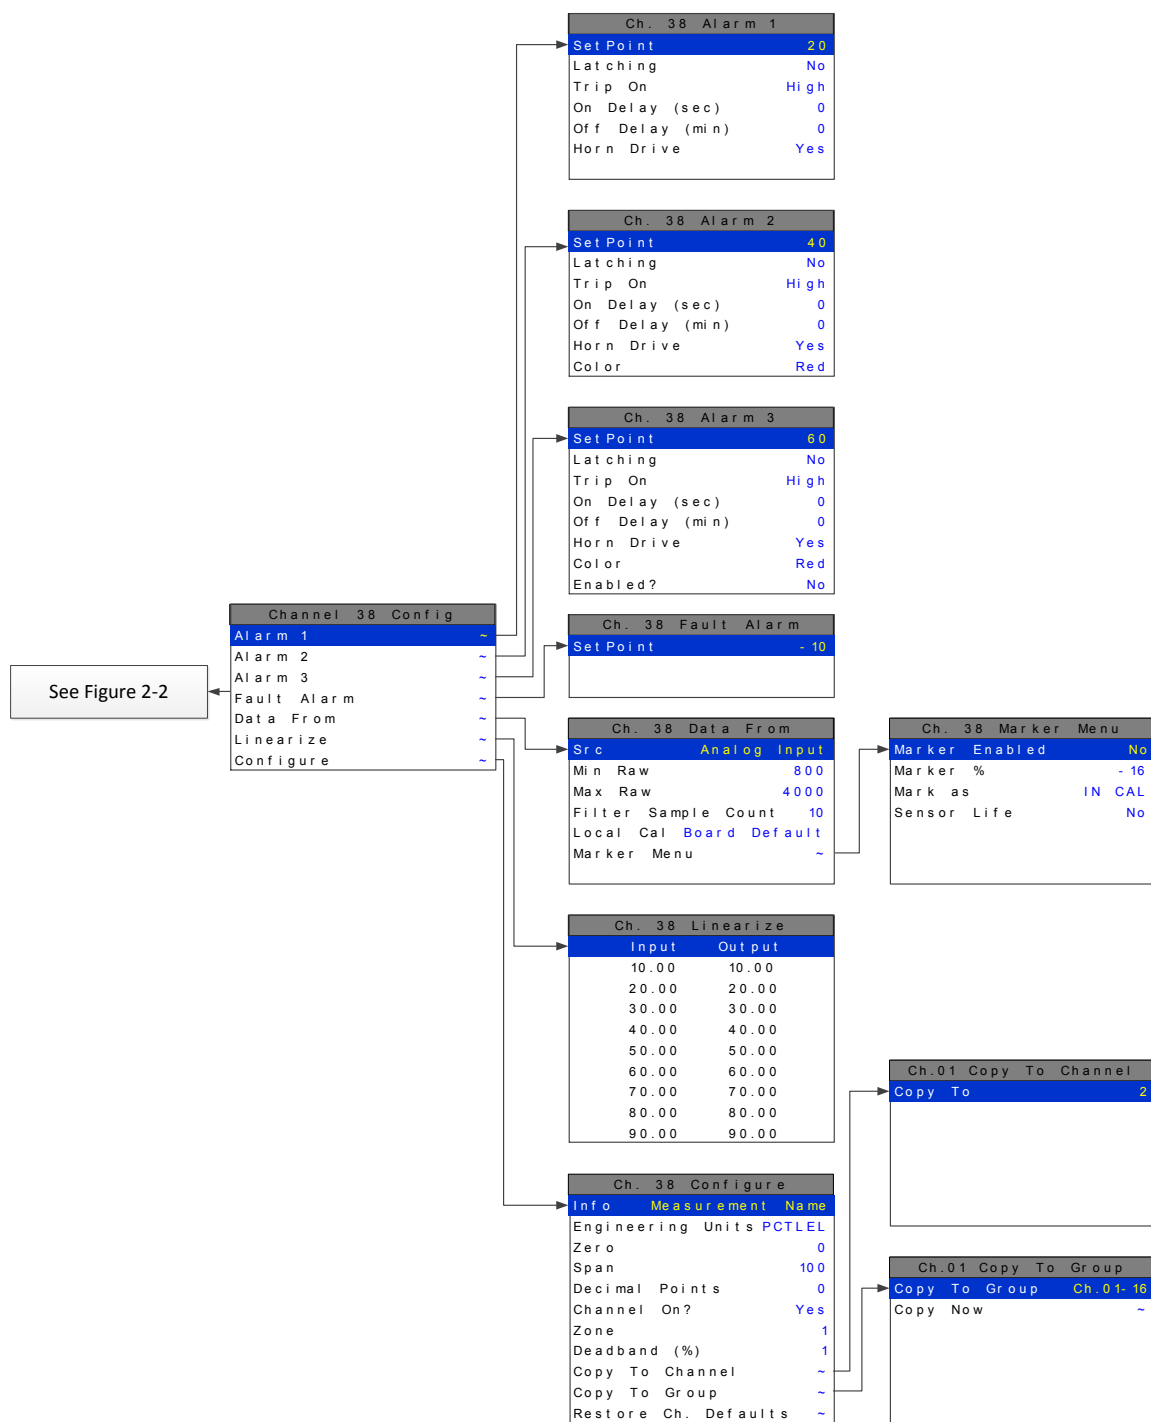 Ch. 38 Alarm 1
SetPoint 20
Latching No
Trip On High
On Delay (sec) 0
Off Delay (min) 0
Horn Drive Yes
Ch. 38 Alarm 2
SetPoint 40
Latching No
Trip On High
On Delay (sec) 0
Off Delay (min) 0
Horn Drive Yes
Color Red
Ch. 38 Alarm 3
SetPoint 60
Latching No
Trip On High
On Delay (sec) 0
Off Delay (min) 0
Horn Drive Yes
Color Red
Enabled? No
Channel 38 Config
Alarm 1 ~
Alarm 2 ~
Alarm 3 ~
Fault Alarm ~
Data From ~
Linearize ~
Configure ~
See Figure 2-2
Ch. 38 Fault Alarm
SetPoint -10
Ch. 38 Data From
Src Analog Input
Min Raw 800
Max Raw 4000
Filter Sample Count 10
Local Cal Board Default
Marker Menu ~
Ch. 38 Marker Menu
Marker Enabled No
Marker % -16
Mark as IN CAL
Sensor Life No
Ch. 38 Linearize
Input Output
10.00 10.00
20.00 20.00
30.00 30.00
40.00 40.00
50.00 50.00
60.00 60.00
70.00 70.00
80.00 80.00
90.00 90.00
Ch. 38 Configure
Info Measurement Name
Engineering Units PCTLEL
Zero 0
Span 100
Decimal Points 0
Channel On? Yes
Zone 1
Deadband (%) 1
Copy To Channel ~
Copy To Group ~
Restore Ch. Defaults ~
Ch.01 Copy To Channel
Copy To 2
Ch.01 Copy To Group
Copy To Group Ch.01-16
Copy Now ~